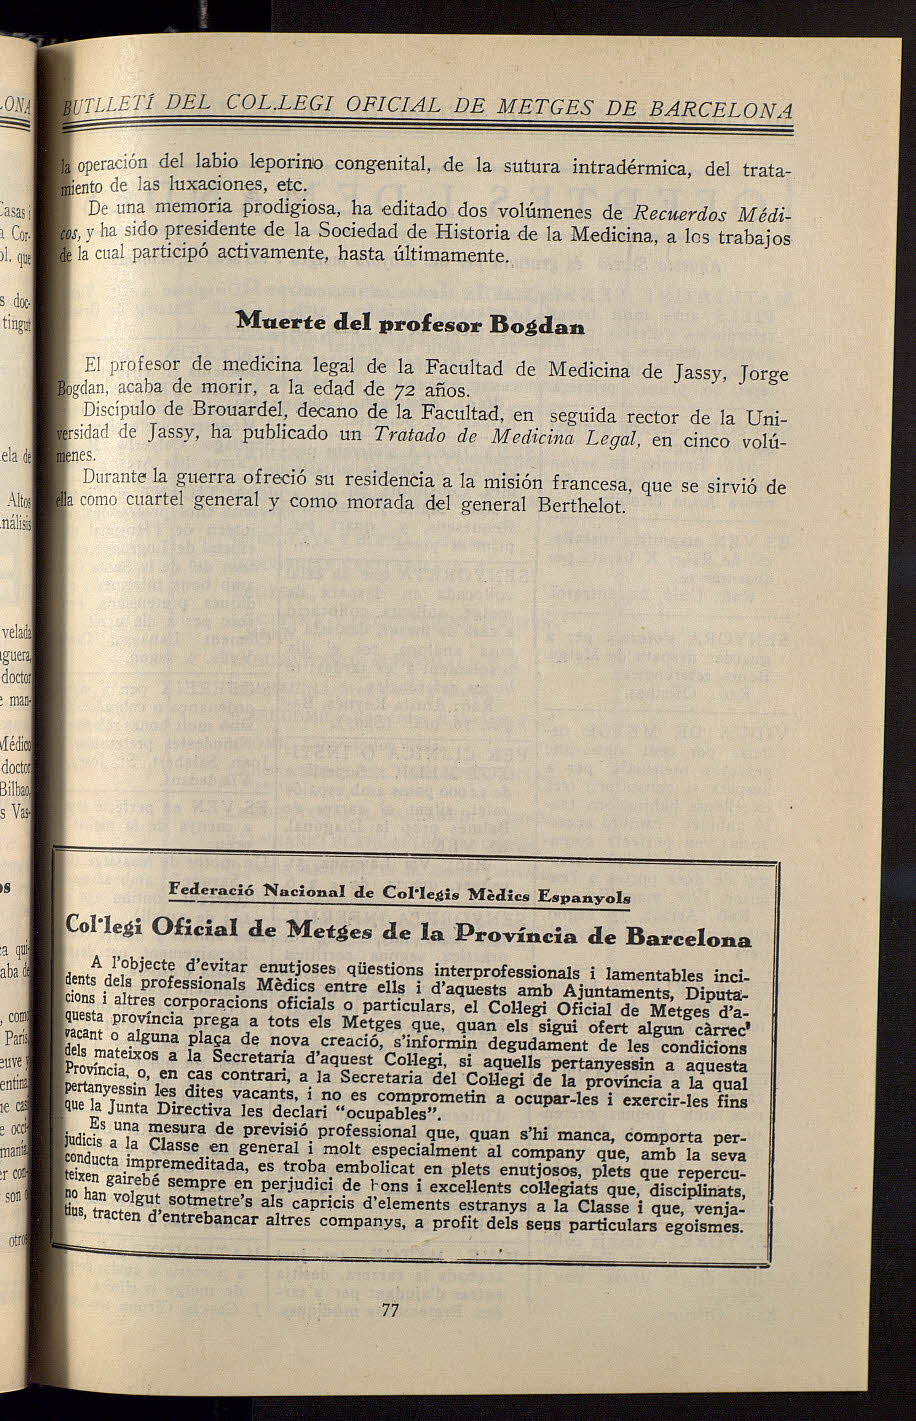 BUTLLETÍ DEL COL.LEGI OFICIAL DE METGES DE BARCELONA
la operación del labio leporino congenital, de la sutura intradérmica, del trata-
miento de las luxaciones, etc.
De una memoria prodigiosa, ha editado dos volúmenes de Recuerdos Médi-
cos, y ha sido presidente de la Sociedad de Historia de la Medicina, a los trabajos
de la cual participó activamente, hasta últimamente.
Muerte del profesor Bogdan
El profesor de medicina legal de la Facultad de Medicina de Jassy, Jorge
Bogdan, acaba de morir, a la edad de 72 años.
Discípulo de Brouardel, decano de la Facultad, en seguida rector de la Uni-
versidad de Jassy, ha publicado un Tratado de Medicina Legal, en cinco volú-
menes.
Durante la guerra ofreció su residencia a la misión francesa, que se sirvió de
ella como cuartel general y como morada del general Berthelot.
Federació Nacional de Col·legis Mèdics Espanyols
Col·legi Oficial de Metges de la Província de Barcelona
A l'objecte d'evitar enutjoses qüestions interprofessionals i lamentables inci-
dents dels professionals Mèdics entre ells i d'aquests amb Ajuntaments, Diputa-
cions i altres corporacions oficials o particulars, el Col·legi Oficial de Metges d'a-
questa província prega a tots els Metges que, quan els sigui ofert algun càrrec
vacant o alguna plaça de nova creació, s'informin degudament de les condicions
dels mateixos a la Secretaría d'aquest Col·legi, si aquells pertanyessin a aquesta
Província, o, en cas contrari, a la Secretaria del Col·legi de la província a la qual
pertanyessin les dites vacants, i no es comprometin a ocupar-les i exercir-les fins
que la Junta Directiva les declari "ocupables".
Es una mesura de previsió professional que, quan s'hi manca, comporta per-
judicis a la Classe en general i molt especialment al company que, amb la seva
conducta impremeditada, es troba embolicat en plets enutjosos, plets que repercu-
teixen gairebé sempre en perjudici de bons i excel·lents col·legiats que, disciplinats,
no han volgut sotmetre's als capricis d'elements estranys a la Classe i que, venja-
tius, tracten d'entrebancar altres companys, a profit dels seus particulars egoismes.
77